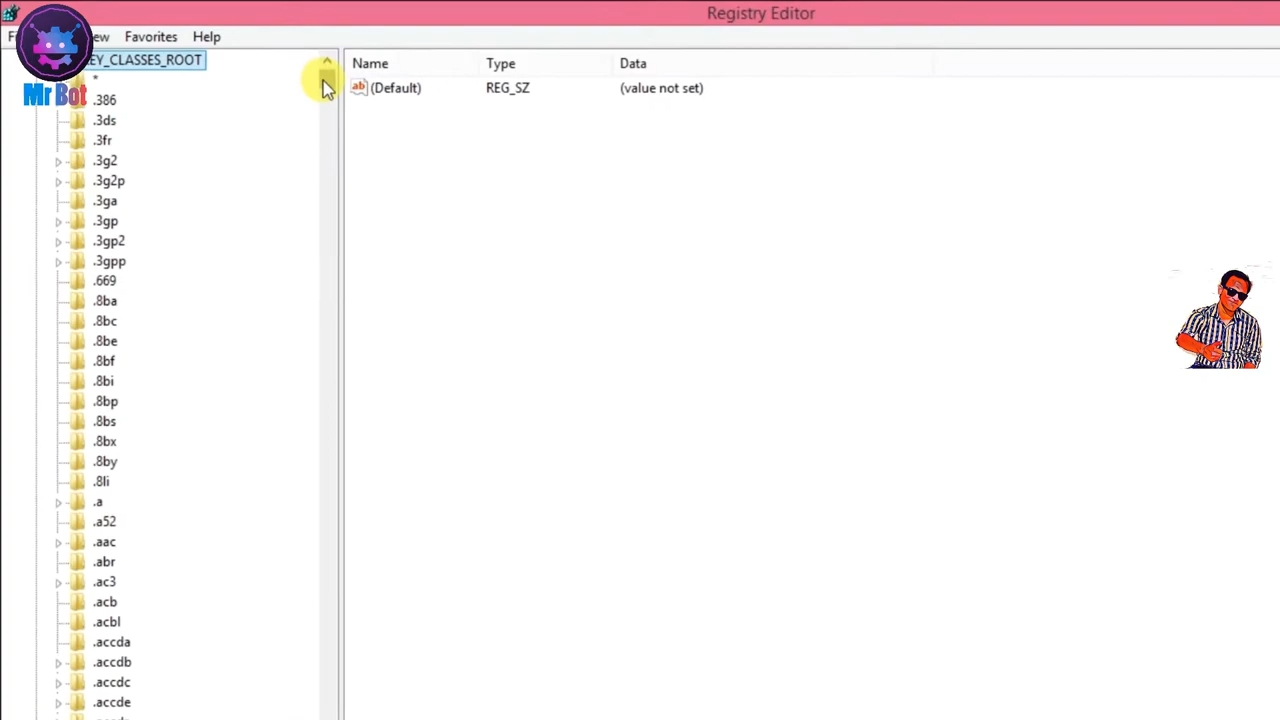 Registry Editor
F ew Favorites Help
EY_CLASSES_ROOT
Name Type Data
(Default) REG_SZ (value not set)
Mr Bot
*
.386
.3ds
.3fr
.3g2
.3g2p
.3ga
.3gp
.3gp2
.3gpp
.669
.8ba
.8bc
.8be
.8bf
.8bi
.8bp
.8bs
.8bx
.8by
.8li
.a
.a52
.aac
.abr
.ac3
.acb
.acbl
.accda
.accdb
.accdc
.accde